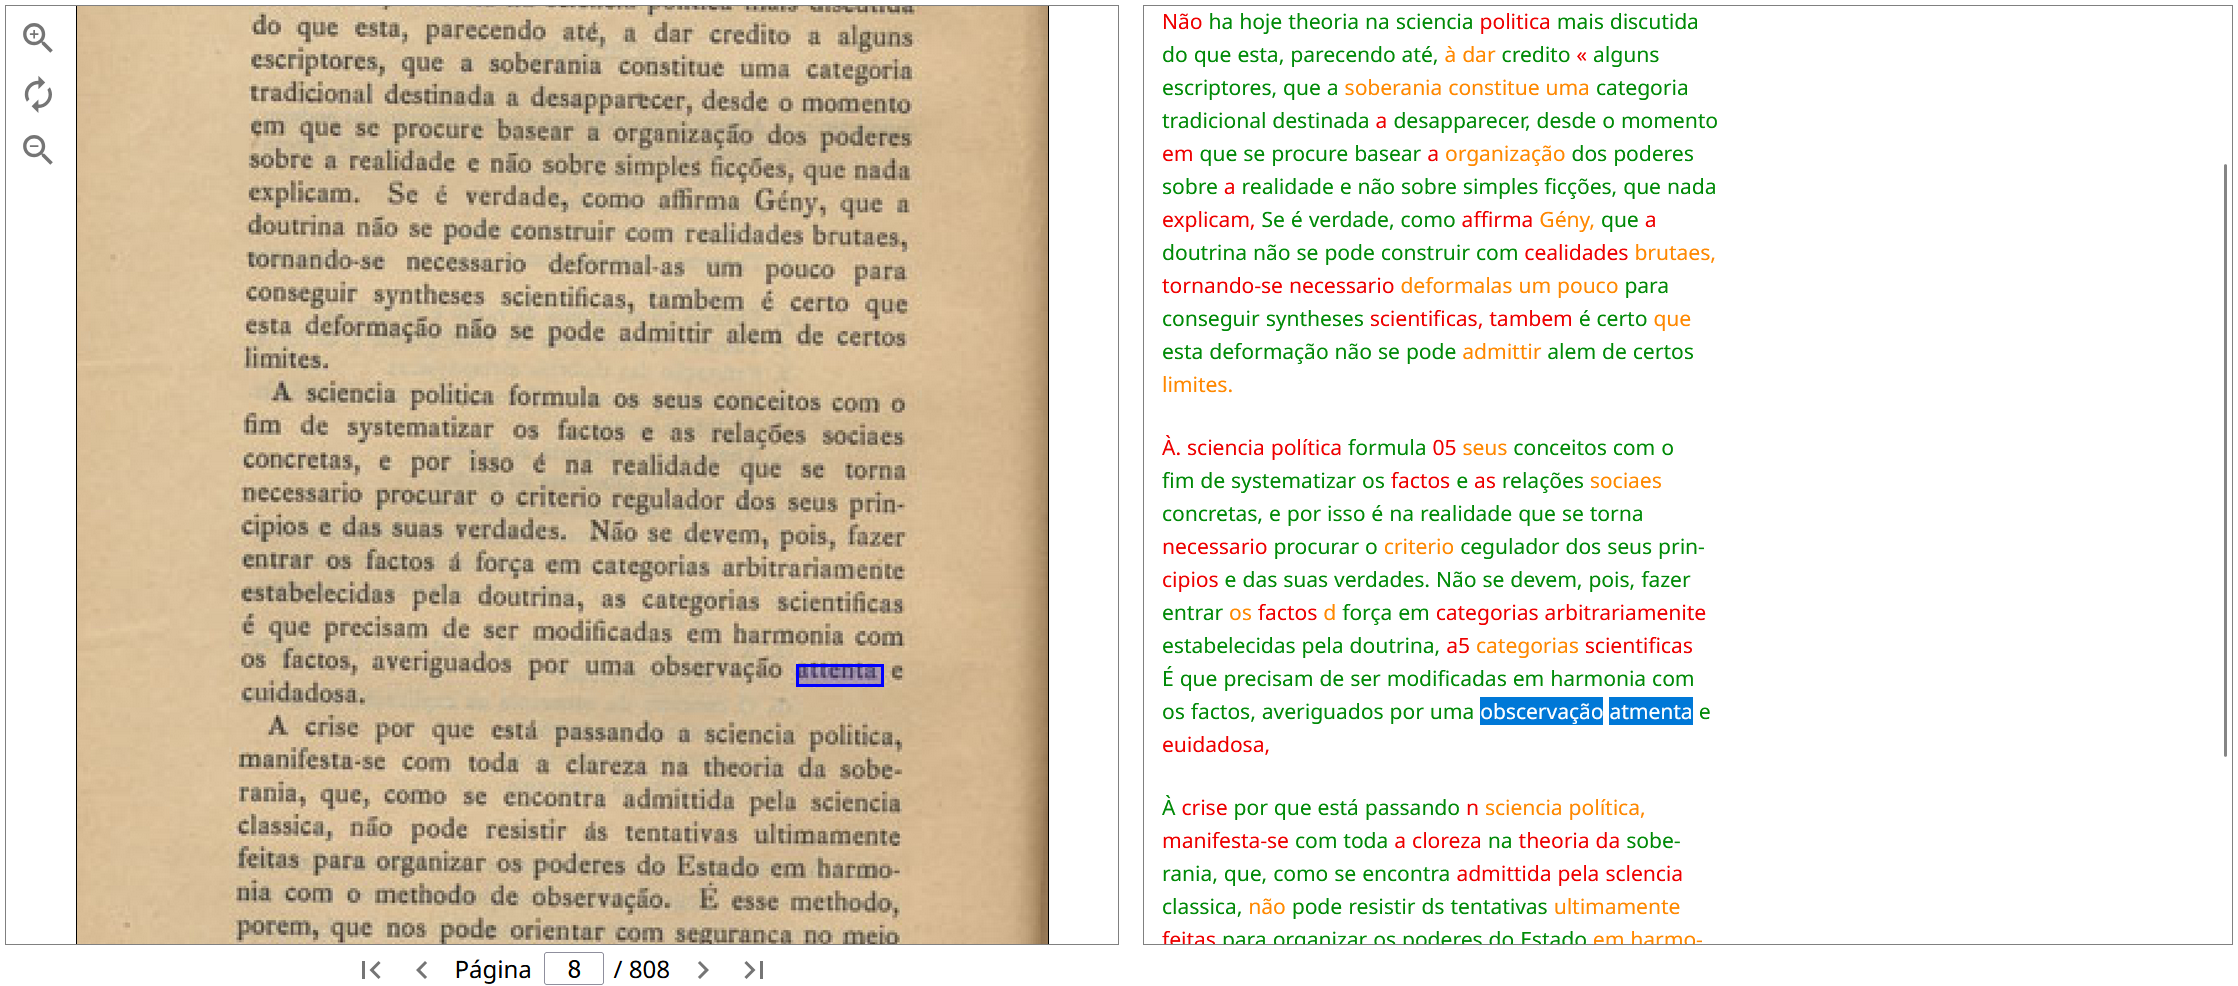 do que esta, parecendo até, a dar credito a alguns
escriptores, que a soberania constitue uma categoria
tradicional destinada a desapparecer, desde o momento
em que se procure basear a organização dos poderes
sobre a realidade e não sobre simples ficções, que nada
explicam. Se é verdade, como affirma Gény, que a
doutrina não se pode construir com realidades brutaes,
tornando-se necessario deformal-as um pouco para
conseguir syntheses scientificas, tambem é certo que
esta deformação não se pode admittir alem de certos
limites.
A sciencia politica formula os seus conceitos com o
fim de systematizar os factos e as relações sociaes
concretas, e por isso é na realidade que se torna
necessario procurar o criterio regulador dos seus prin-
cipios e das suas verdades. Não se devem, pois, fazer
entrar os factos á força em categorias arbitrariamente
estabelecidas pela doutrina, as categorias scientificas
é que precisam de ser modificadas em harmonia com
os factos, averiguados por uma observação attenta e
cuidadosa.
A crise por que está passando a sciencia politica,
manifesta-se com toda a clareza na theoria da sobe-
rania, que, como se encontra admittida pela sciencia
classica, não pode resistir ás tentativas ultimamente
feitas para organizar os poderes do Estado em harmo-
nia com o methodo de observação. É esse methodo,
porem, que nos pode orientar com segurança no meio
Página 8 / 808
Não ha hoje theoria na sciencia politica mais discutida
do que esta, parecendo até, à dar credito « alguns
escriptores, que a soberania constitue uma categoria
tradicional destinada a desapparecer, desde o momento
em que se procure basear a organização dos poderes
sobre a realidade e não sobre simples ficções, que nada
explicam, Se é verdade, como affirma Gény, que a
doutrina não se pode construir com cealidades brutaes,
tornando-se necessario deformalas um pouco para
conseguir syntheses scientificas, tambem é certo que
esta deformação não se pode admittir alem de certos
limites.
À. sciencia política formula 05 seus conceitos com o
fim de systematizar os factos e as relações sociaes
concretas, e por isso é na realidade que se torna
necessario procurar o criterio cegulador dos seus prin-
cipios e das suas verdades. Não se devem, pois, fazer
entrar os factos d força em categorias arbitrariamenite
estabelecidas pela doutrina, a5 categorias scientificas
É que precisam de ser modificadas em harmonia com
os factos, averiguados por uma obscervação atmenta e
euidadosa,
À crise por que está passando n sciencia política,
manifesta-se com toda a cloreza na theoria da sobe-
rania, que, como se encontra admittida pela sclencia
classica, não pode resistir ds tentativas ultimamente
feitas para organizar os poderes do Estado em harmo-